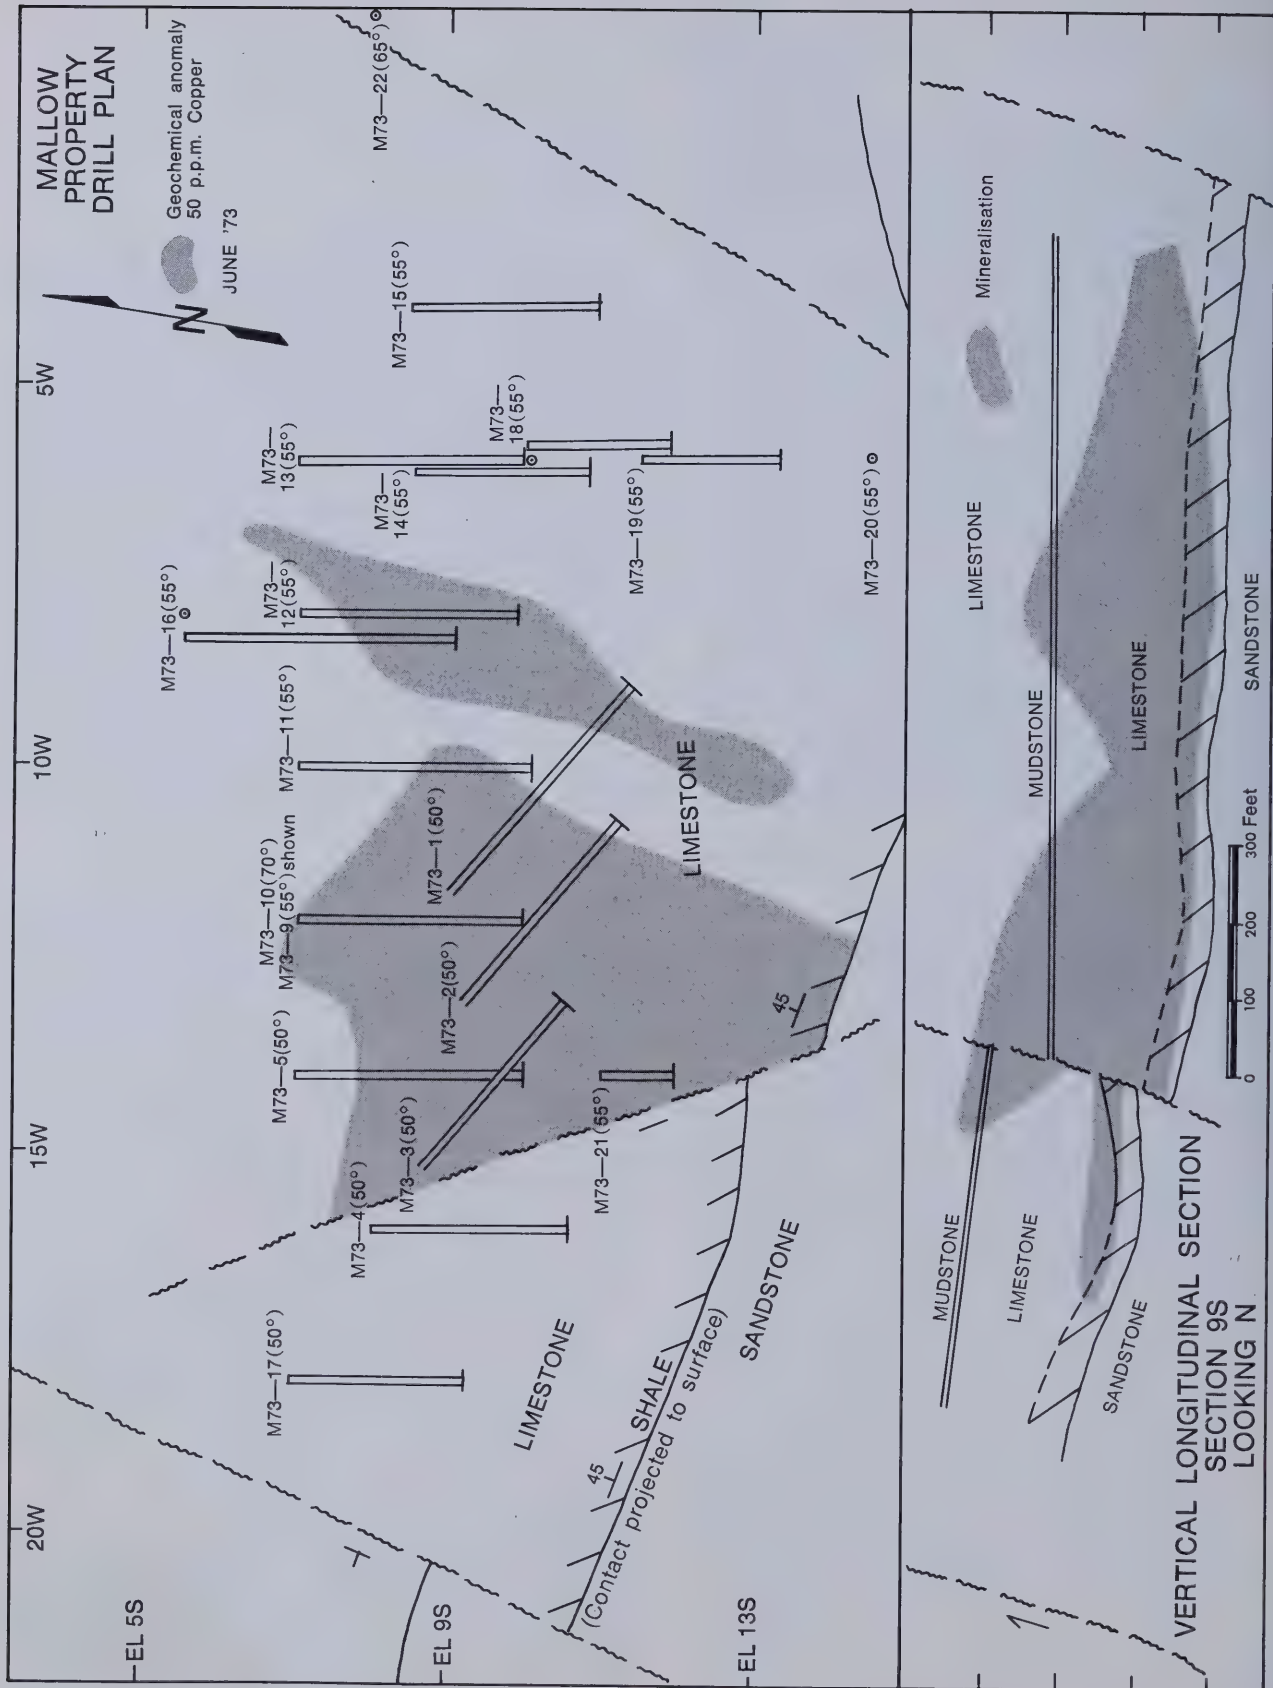 MALLOW
PROPERTY
DRILL PLAN
Geochemical anomaly
50 p.p.m. Copper
JUNE '73
N
20W
15W
10W
5W
EL 5S
EL 9S
EL 13S
M73—17(50°)
M73—4(50°)
M73—3(50°)
M73—5(50°)
M73—21(55°)
M73—2(50°)
M73—10(70°)
M73—9(55°)shown
M73—1(50°)
M73—11(55°)
M73—16(55°)
M73—
12(55°)
M73—
13(55°)
M73—
14(55°)
M73—
18(55°)
M73—19(55°)
M73—20(55°)
M73—15(55°)
M73—22(65°)
LIMESTONE
LIMESTONE
45
45
SHALE
(Contact projected to surface)
SANDSTONE
MUDSTONE
LIMESTONE
SANDSTONE
MUDSTONE
LIMESTONE
LIMESTONE
SANDSTONE
Mineralisation
0 100 200 300 Feet
VERTICAL LONGITUDINAL SECTION
SECTION 9S
LOOKING N